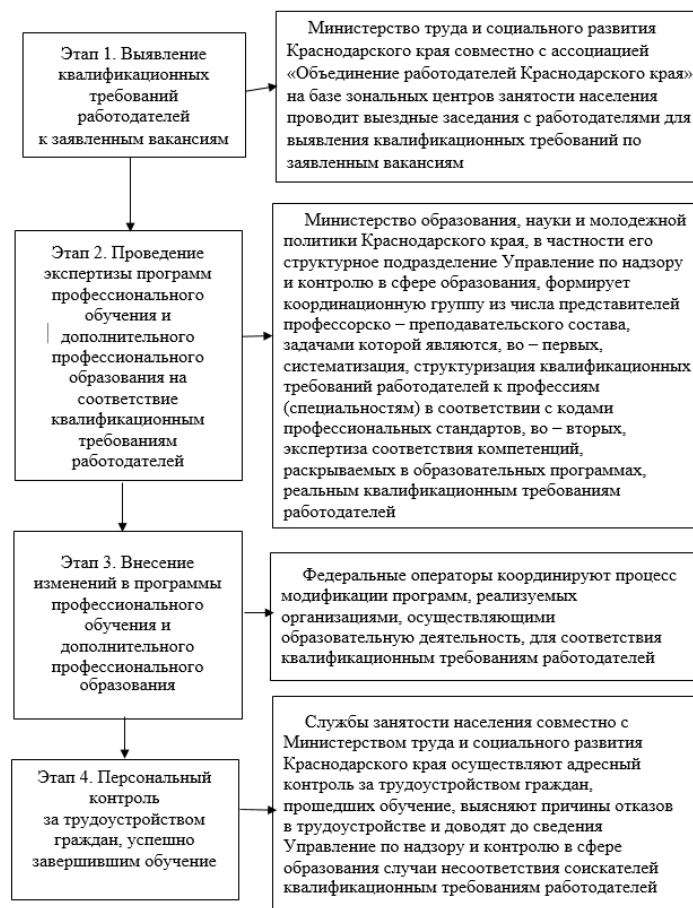 Этап 1. Выявление
квалификационных
требований
работодателей
к заявленным вакансиям
Министерство труда и социального развития
Краснодарского края совместно с ассоциацией
«Объединение работодателей Краснодарского края»
на базе зональных центров занятости населения
проводит выездные заседания с работодателями для
выявления квалификационных требований по
заявленным вакансиям
Этап 2. Проведение
экспертизы программ
профессионального
обучения и
дополнительного
профессионального
образования на
соответствие
квалификационным
требованиям
работодателей
Министерство образования, науки и молодежной
политики Краснодарского края, в частности его
структурное подразделение Управление по надзору
и контролю в сфере образования, формирует
координационную группу из числа представителей
профессорско – преподавательского состава,
задачами которой являются, во – первых,
систематизация, структуризация квалификационных
требований работодателей к профессиям
(специальностям) в соответствии с кодами
профессиональных стандартов, во – вторых,
экспертиза соответствия компетенций,
раскрываемых в образовательных программах,
реальным квалификационным требованиям
работодателей
Этап 3. Внесение
изменений в программы
профессионального
обучения и
дополнительного
профессионального
образования
Федеральные операторы координируют процесс
модификации программ, реализуемых
организациями, осуществляющими
образовательную деятельность, для соответствия
квалификационным требованиям работодателей
Этап 4. Персональный
контроль
за трудоустройством
граждан, успешно
завершившим обучение
Службы занятости населения совместно с
Министерством труда и социального развития
Краснодарского края осуществляют адресный
контроль за трудоустройством граждан,
прошедших обучение, выясняют причины отказов
в трудоустройстве и доводят до сведения
Управление по надзору и контролю в сфере
образования случаи несоответствия соискателей
квалификационным требованиям работодателей